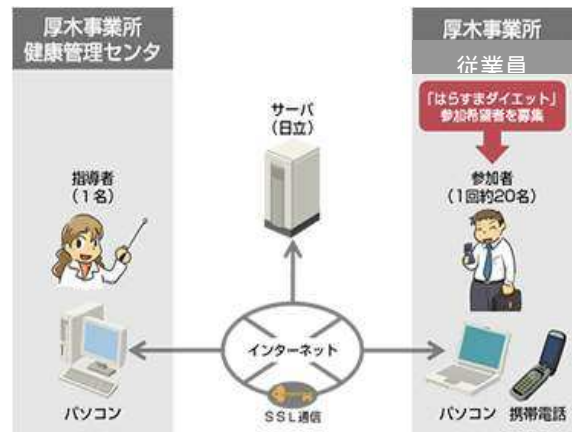 厚木事業所
健康管理センタ
指導者
(1名)
パソコン
サーバ
(日立)
インターネット
SSL通信
厚木事業所
従業員
「はらすまダイエット」
参加希望者を募集
参加者
(1回約20名)
パソコン 携帯電話